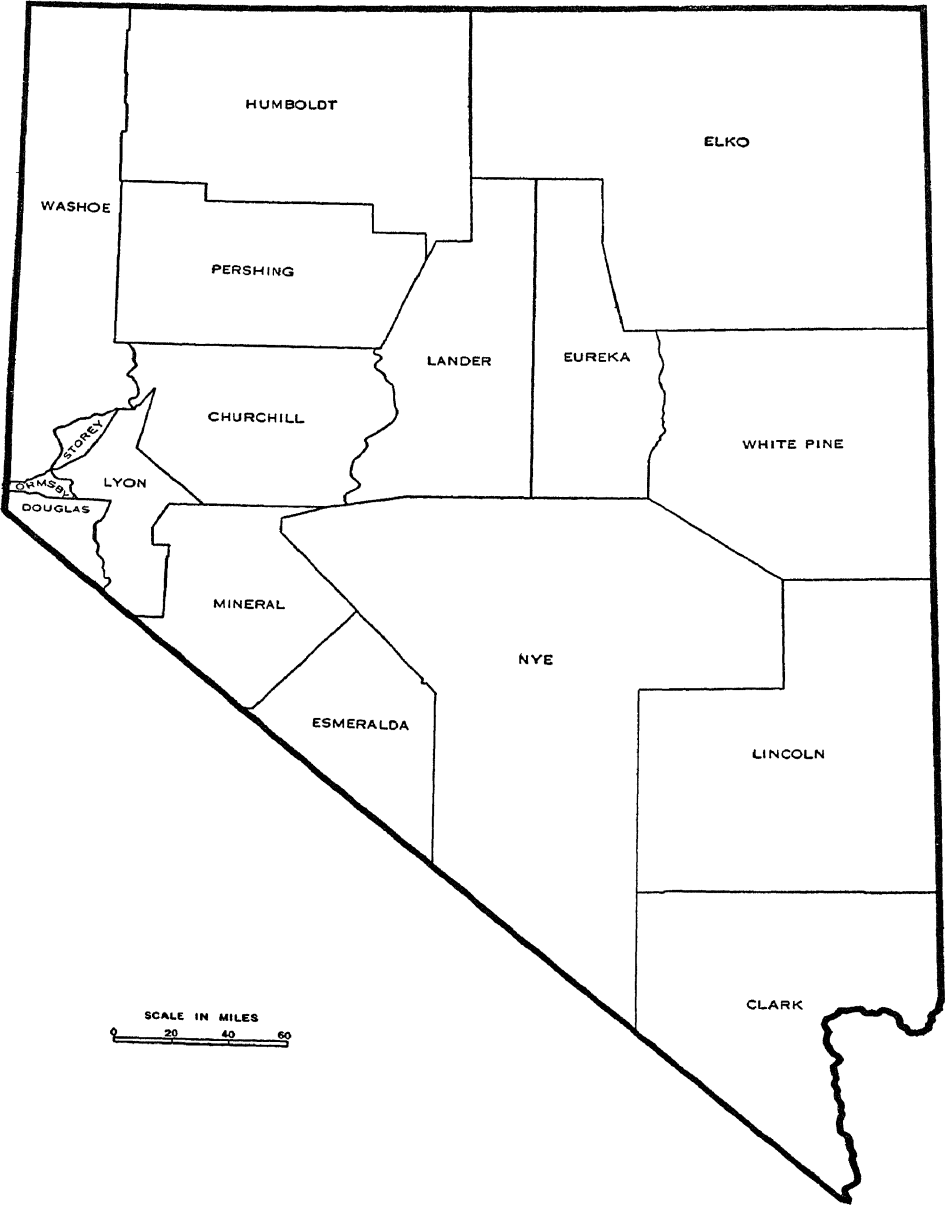 HUMBOLDT
ELKO
WASHOE
PERSHING
LANDER
EUREKA
CHURCHILL
STOREY
WHITE PINE
LYON
ORMSBY
DOUGLAS
MINERAL
NYE
ESMERALDA
LINCOLN
CLARK
SCALE IN MILES
0 20 40 60